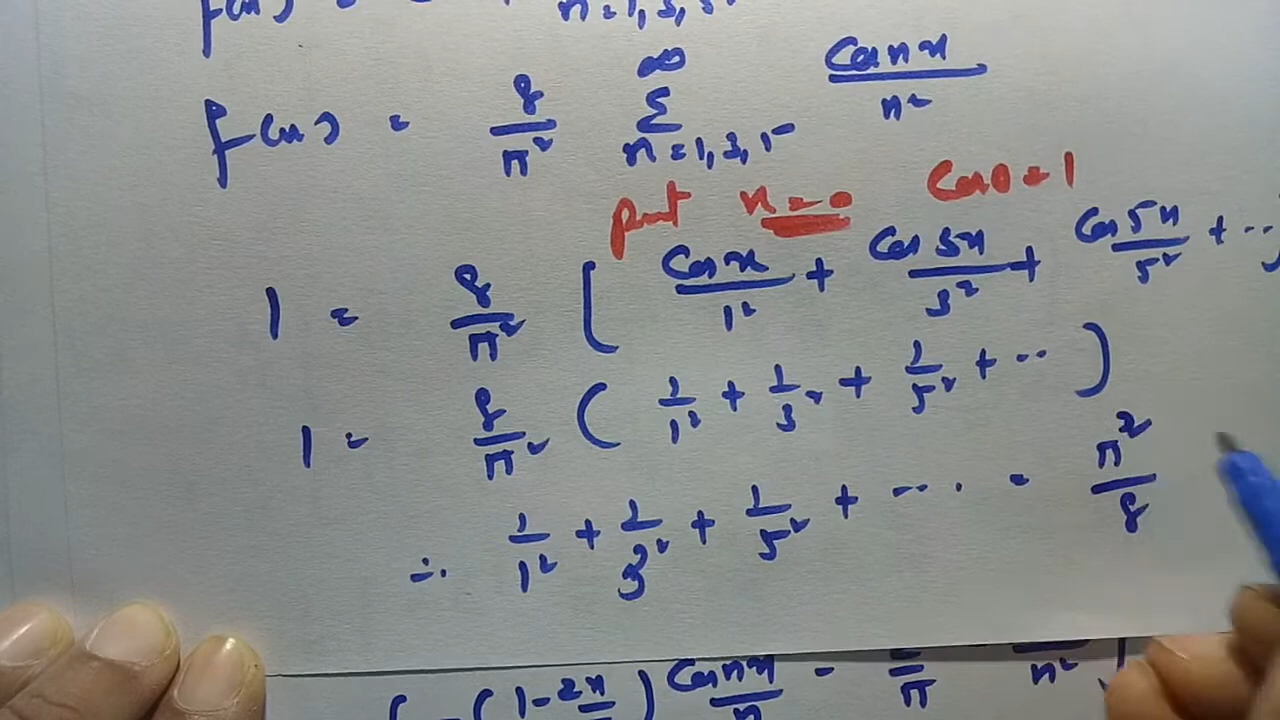 f(x) = n=1,3,5
f(x) = 8/π² ∞ Σ n=1,3,5 cos nx / n²
put x=0 cos 0 = 1
1 = 8/π² [ cos x / 1² + cos 3x / 3² + cos 5x / 5² + ...
1 = 8/π² ( 1/1² + 1/3² + 1/5² + ... )
∴ 1/1² + 1/3² + 1/5² + .... = π²/8
(1 - 2x/ ) cos nx / n - π n²